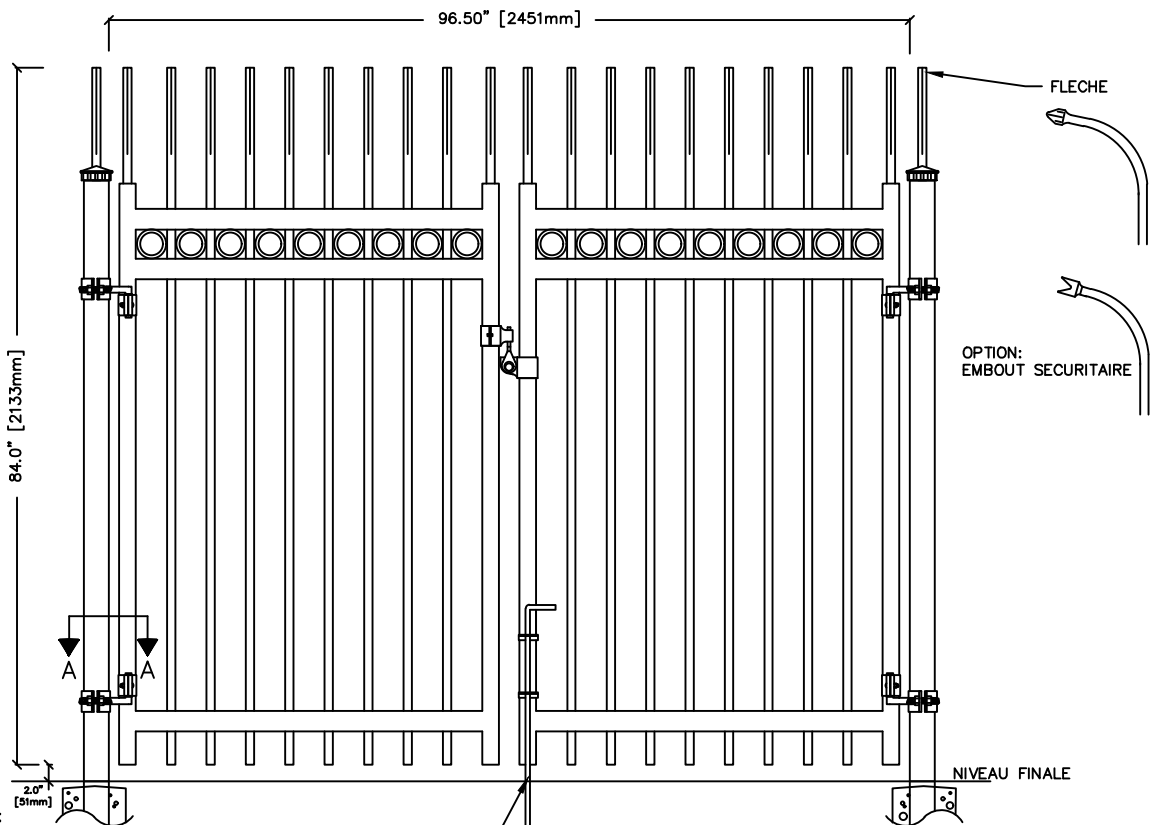 96.50" [2451mm]
FLECHE
84.0" [2133mm]
OPTION:
EMBOUT SECURITAIRE
A A
NIVEAU FINALE
2.0"
[51mm]